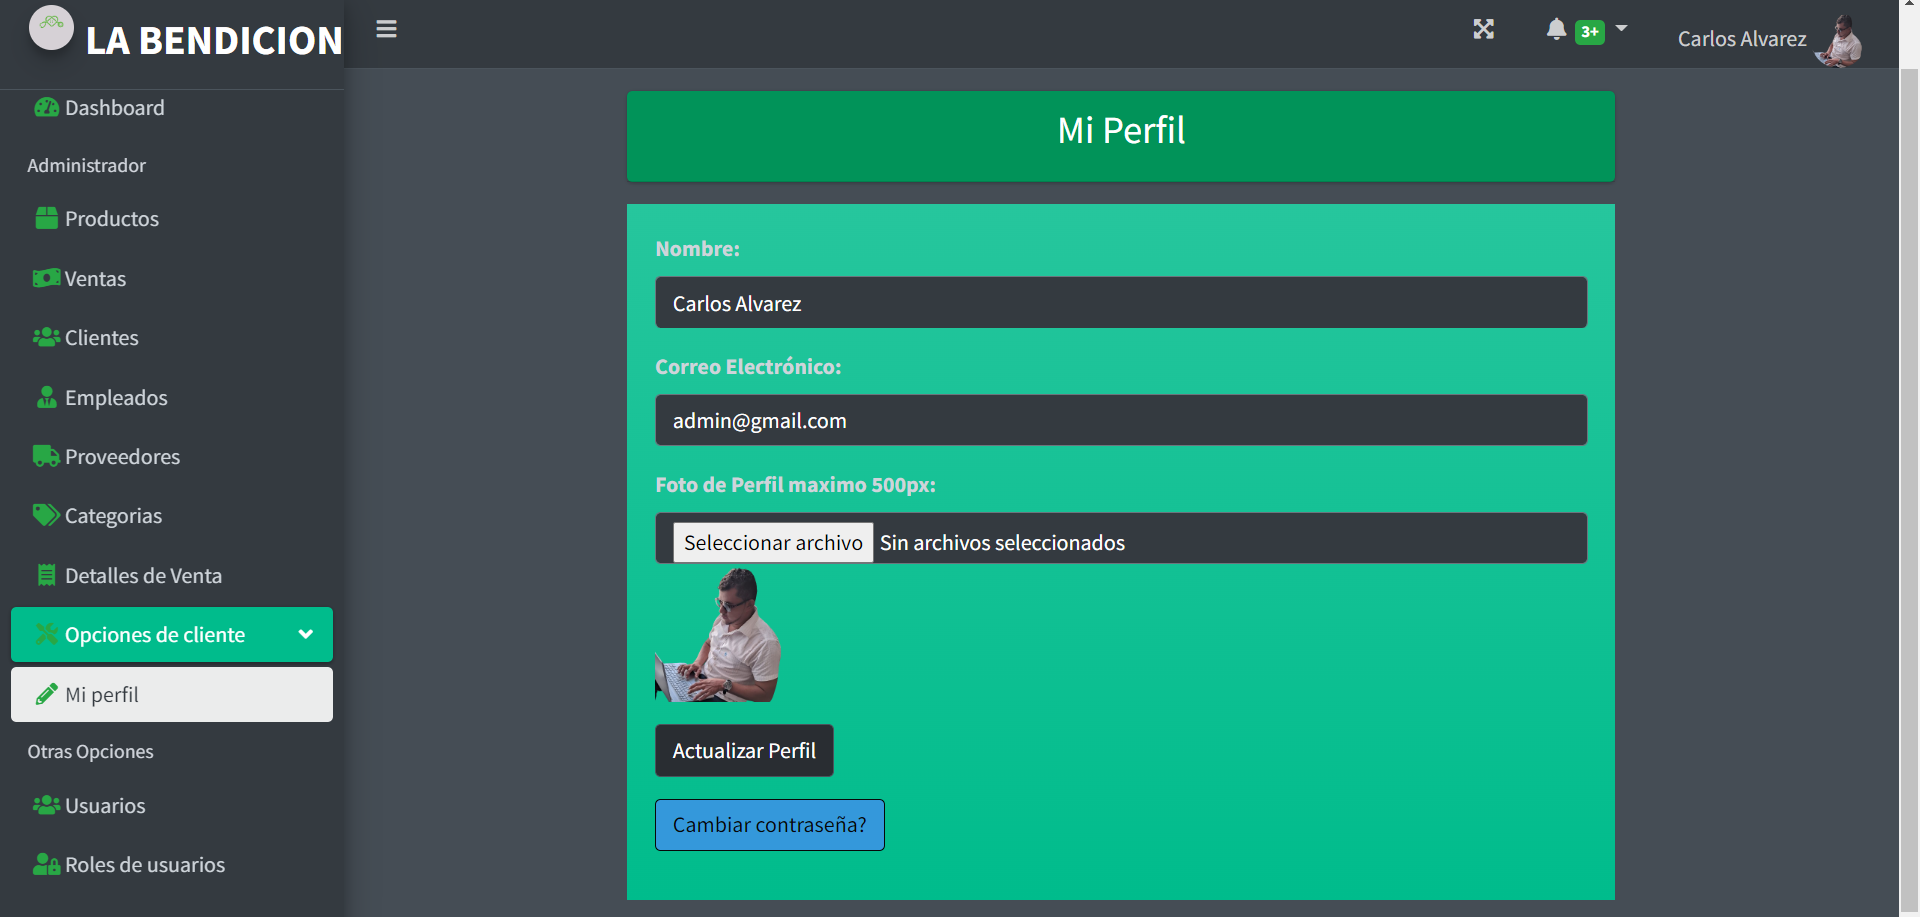 LA BENDICION
3+
Carlos Alvarez
Dashboard
Administrador
Productos
Ventas
Clientes
Empleados
Proveedores
Categorias
Detalles de Venta
Opciones de cliente
Mi perfil
Otras Opciones
Usuarios
Roles de usuarios
Mi Perfil
Nombre:
Carlos Alvarez
Correo Electrónico:
admin@gmail.com
Foto de Perfil maximo 500px:
Seleccionar archivo Sin archivos seleccionados
Actualizar Perfil
Cambiar contraseña?